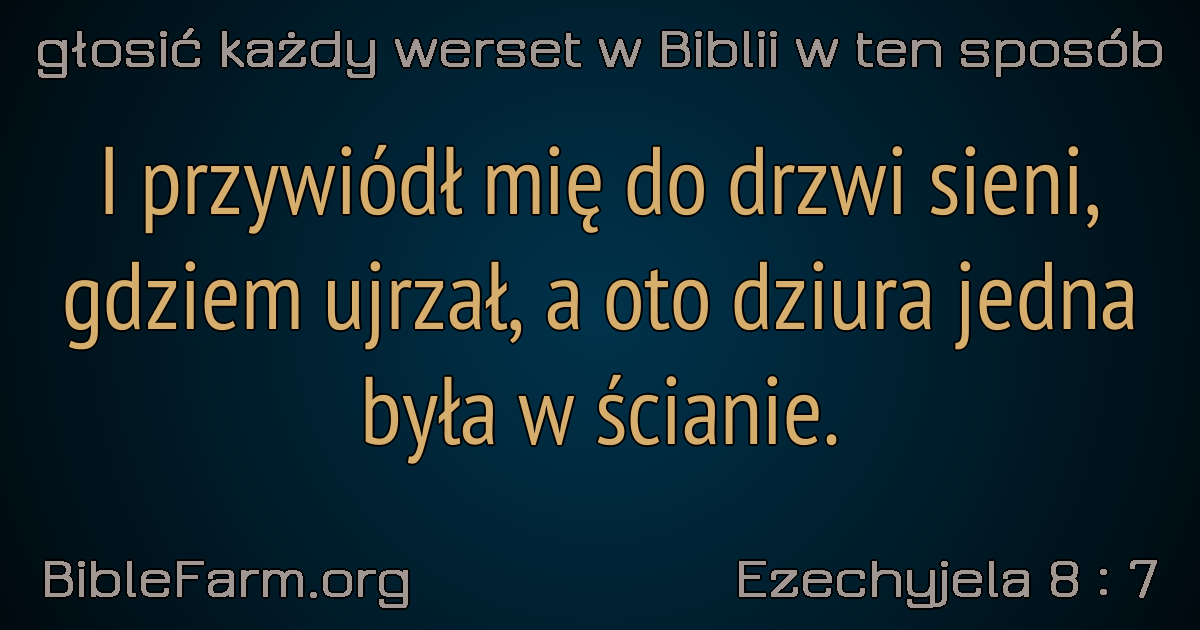 głosić każdy werset w Biblii w ten sposób
I przywiódł mię do drzwi sieni,
gdziem ujrzał, a oto dziura jedna
była w ścianie.
BibleFarm.org
Ezechyjela 8 : 7